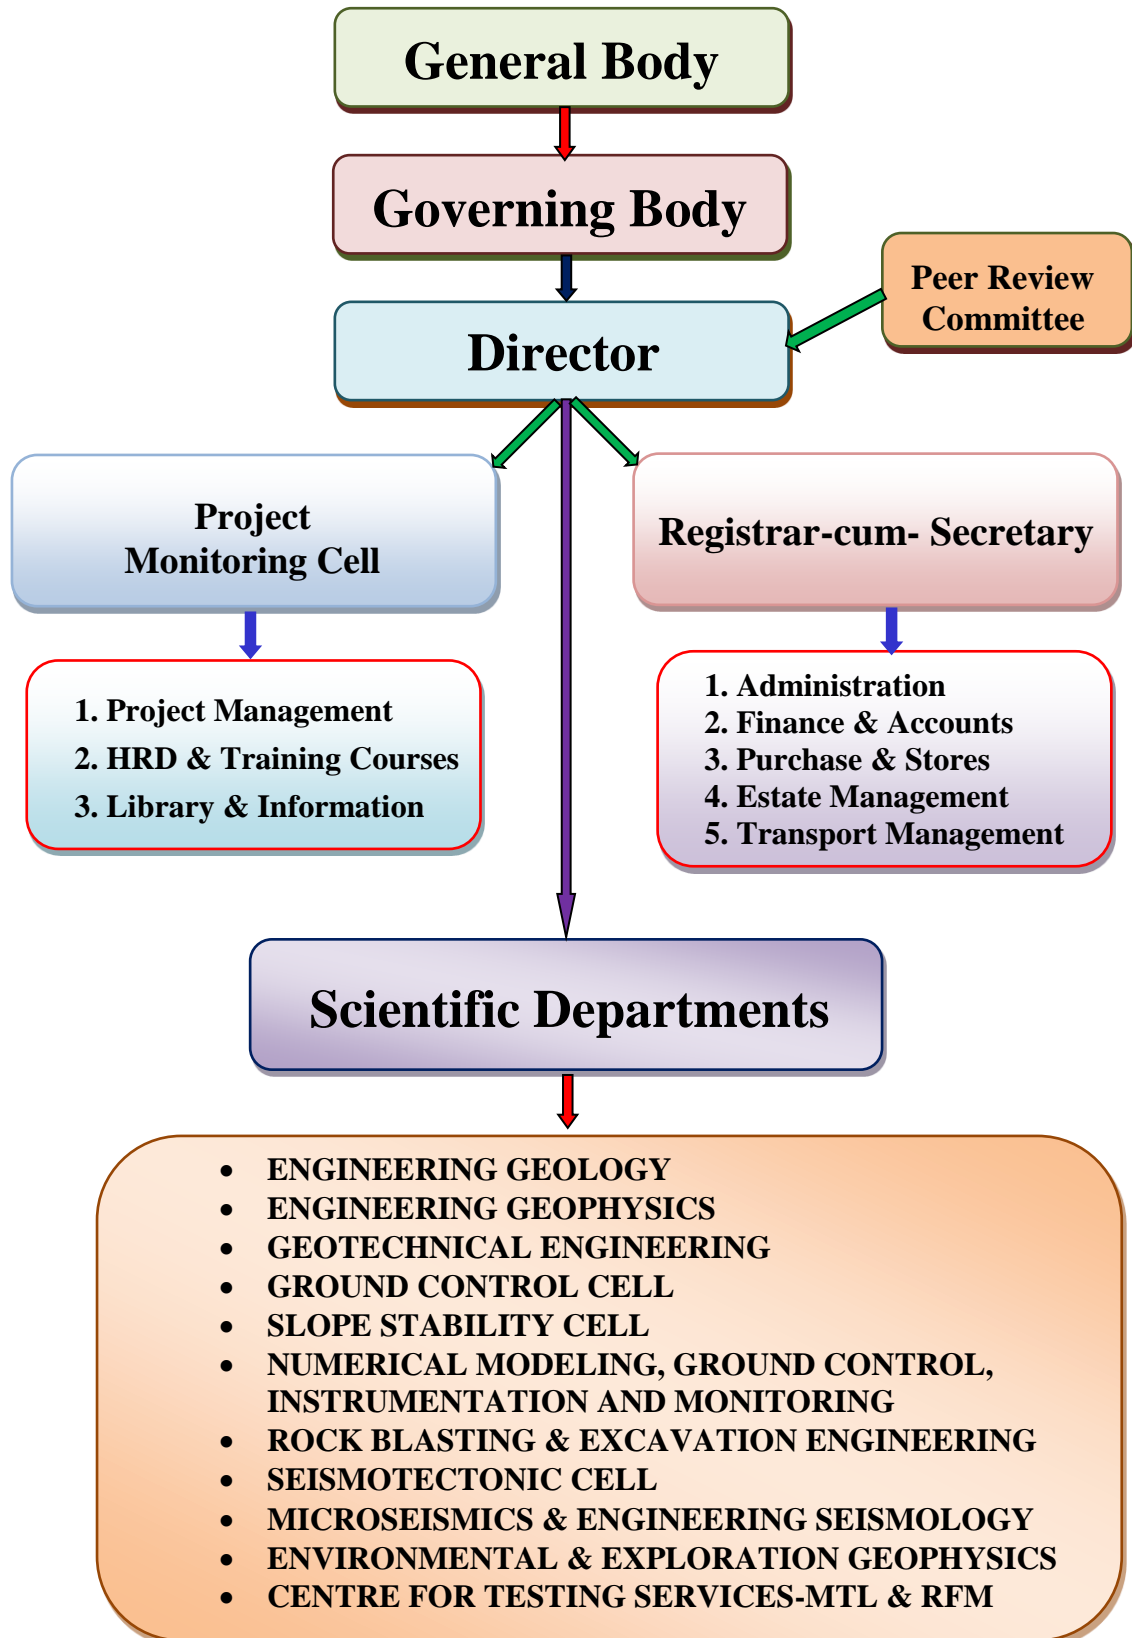 General Body
Governing Body
Peer Review
Committee
Director
Project
Monitoring Cell
Registrar-cum- Secretary
1. Project Management
2. HRD & Training Courses
3. Library & Information
1. Administration
2. Finance & Accounts
3. Purchase & Stores
4. Estate Management
5. Transport Management
Scientific Departments
• ENGINEERING GEOLOGY
• ENGINEERING GEOPHYSICS
• GEOTECHNICAL ENGINEERING
• GROUND CONTROL CELL
• SLOPE STABILITY CELL
• NUMERICAL MODELING, GROUND CONTROL,
INSTRUMENTATION AND MONITORING
• ROCK BLASTING & EXCAVATION ENGINEERING
• SEISMOTECTONIC CELL
• MICROSEISMICS & ENGINEERING SEISMOLOGY
• ENVIRONMENTAL & EXPLORATION GEOPHYSICS
• CENTRE FOR TESTING SERVICES-MTL & RFM